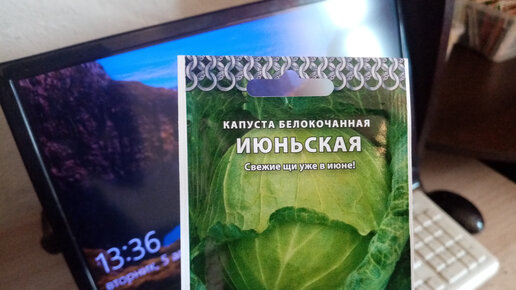 КАПУСТА БЕЛОКОЧАННАЯ
ИЮНЬСКАЯ
Свежие щи уже в июне!
13:36
вторник, 5